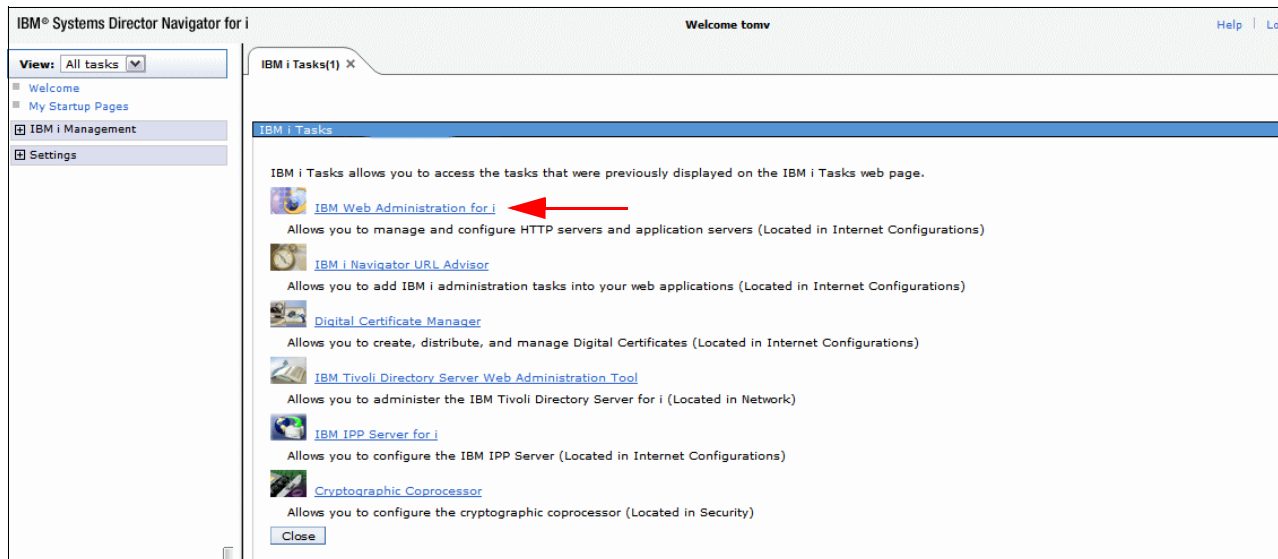 IBM® Systems Director Navigator for i
Welcome tomv
Help
View: All tasks
IBM i Tasks(1)
Welcome
My Startup Pages
IBM i Management
Settings
IBM i Tasks
IBM i Tasks allows you to access the tasks that were previously displayed on the IBM i Tasks web page.
IBM Web Administration for i
Allows you to manage and configure HTTP servers and application servers (Located in Internet Configurations)
IBM i Navigator URL Advisor
Allows you to add IBM i administration tasks into your web applications (Located in Internet Configurations)
Digital Certificate Manager
Allows you to create, distribute, and manage Digital Certificates (Located in Internet Configurations)
IBM Tivoli Directory Server Web Administration Tool
Allows you to administer the IBM Tivoli Directory Server for i (Located in Network)
IBM IPP Server for i
Allows you to configure the IBM IPP Server (Located in Internet Configurations)
Cryptographic Coprocessor
Allows you to configure the cryptographic coprocessor (Located in Security)
Close